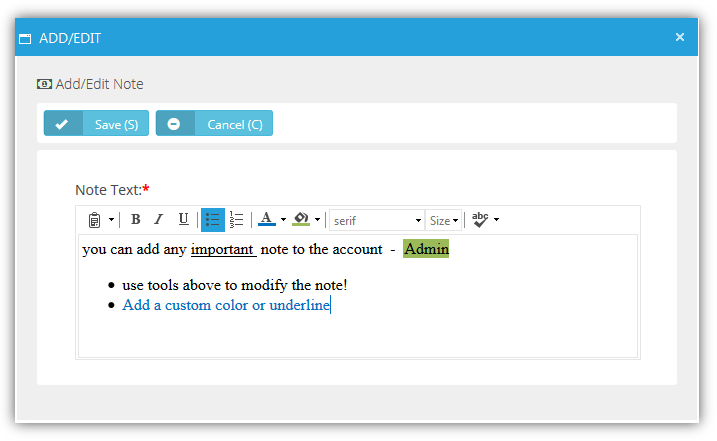 ADD/EDIT
Add/Edit Note
Save (S) Cancel (C)
Note Text:*
B I U A serif Size abc
you can add any important note to the account - Admin
use tools above to modify the note!
Add a custom color or underline